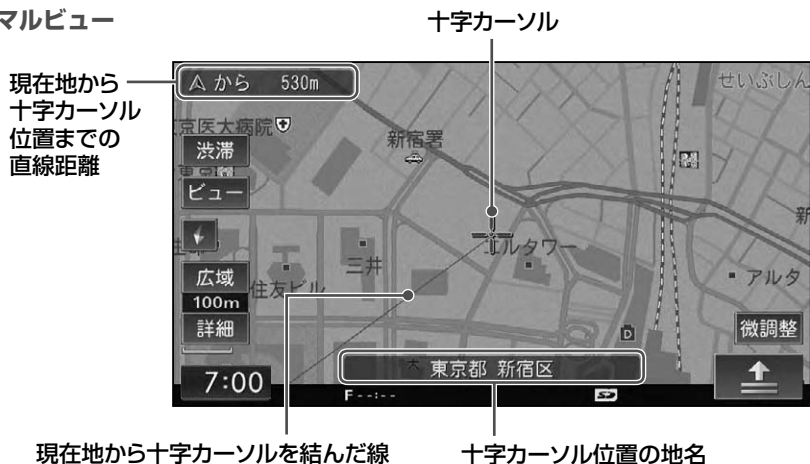 マルビュー
十字カーソル
現在地から
十字カーソル
位置までの
直線距離
から 530m
せいぶしん
京医大病院
新宿署
渋滞
ビュー
エルタワー
三井
広域
住友ビル
アルタ
100m
詳細
D
微調整
東京都 新宿区
7:00
F--:--
SD
現在地から十字カーソルを結んだ線
十字カーソル位置の地名